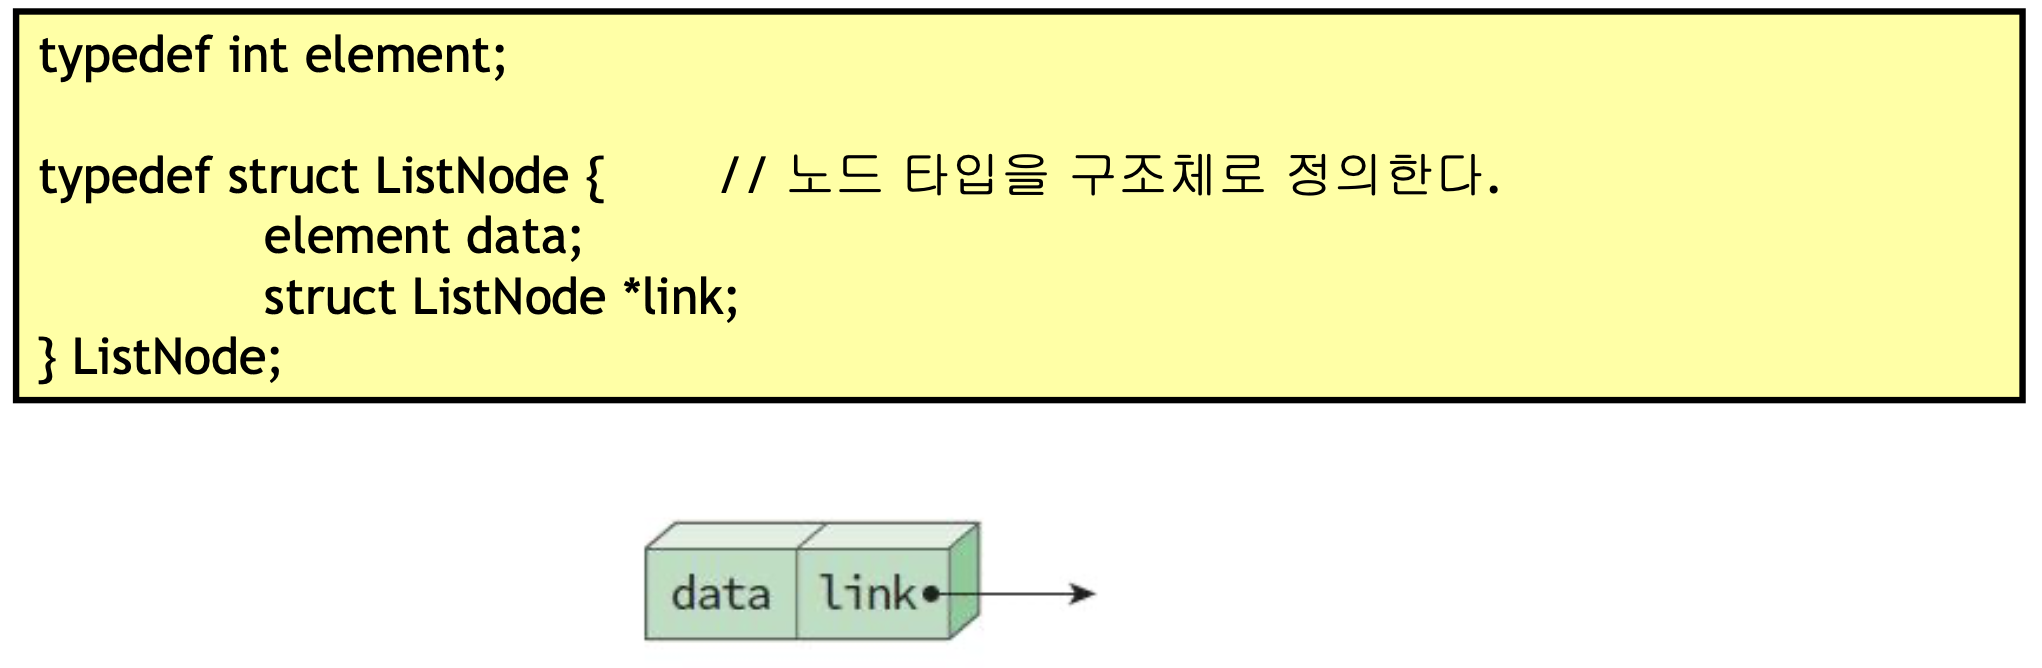 typedef int element;
typedef struct ListNode { // 노드 타입을 구조체로 정의한다.
element data;
struct ListNode *link;
} ListNode;
data link